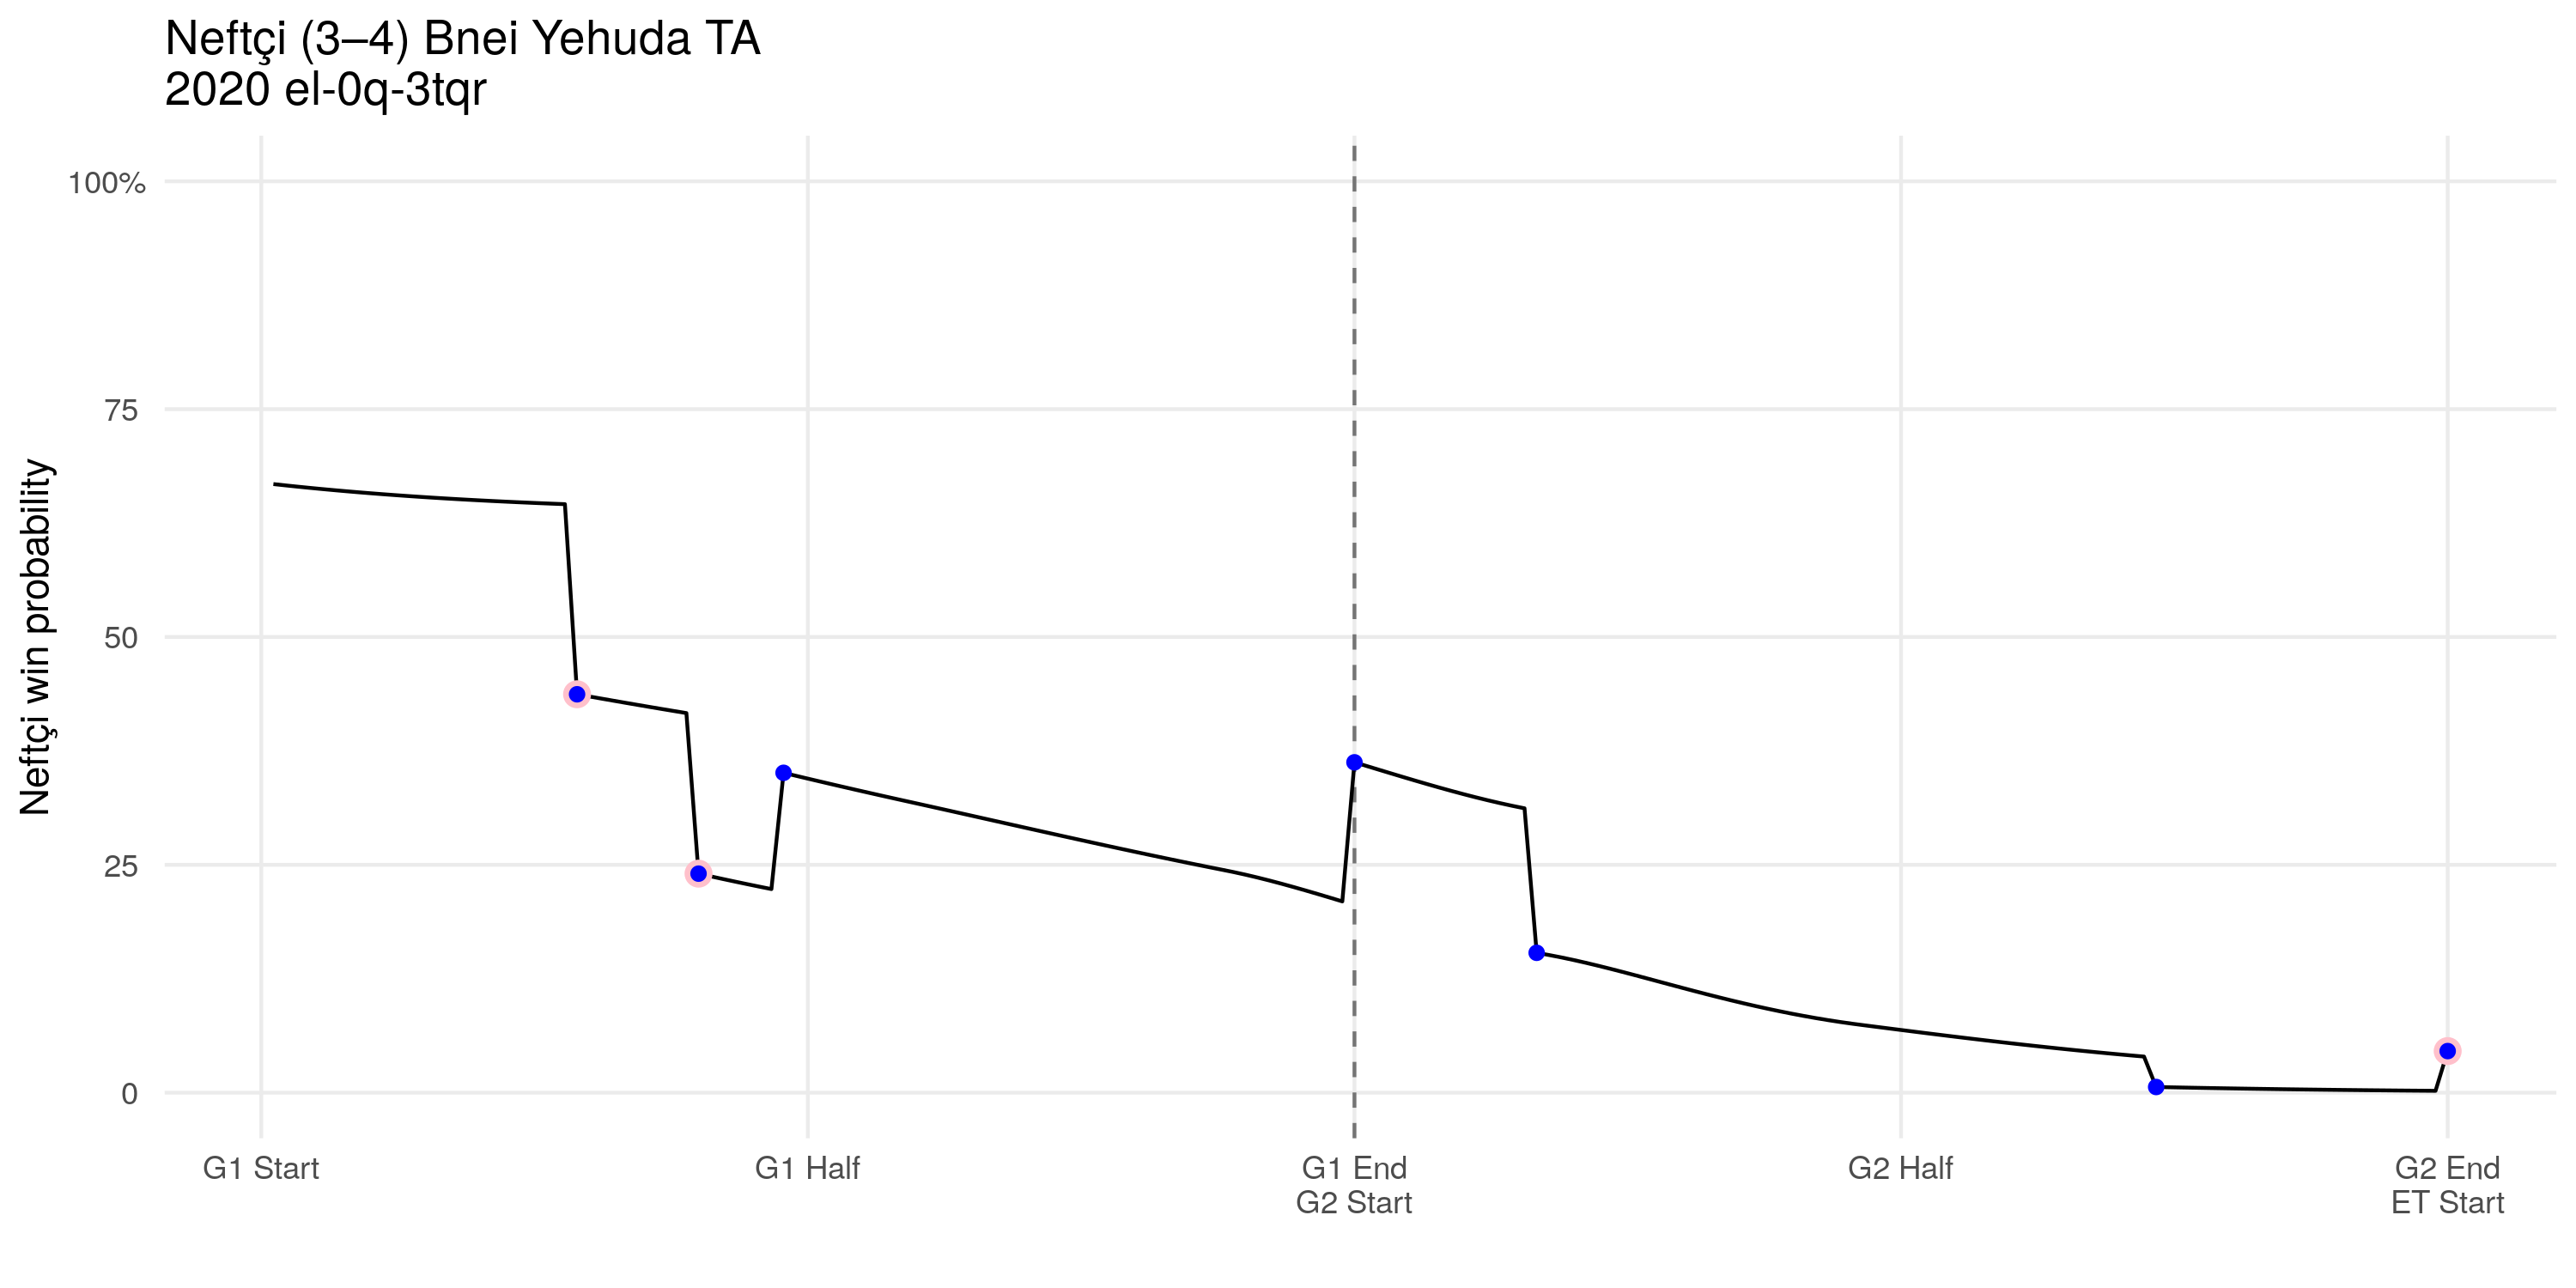 Neftçi (3–4) Bnei Yehuda TA
2020 el-0q-3tqr
Neftçi win probability
100%
75
50
25
0
G1 Start
G1 Half
G1 End
G2 Start
G2 Half
G2 End
ET Start